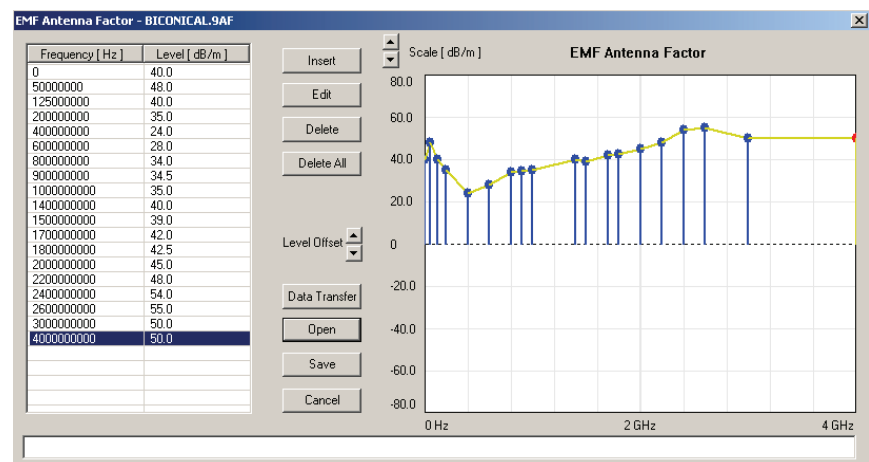 EMF Antenna Factor - BICONICAL.9AF
Frequency [ Hz ] Level [ dB/m ]
0 40.0
50000000 48.0
125000000 40.0
200000000 35.0
400000000 24.0
600000000 28.0
800000000 34.0
900000000 34.5
1000000000 35.0
1400000000 40.0
1500000000 39.0
1700000000 42.0
1800000000 42.5
2000000000 45.0
2200000000 48.0
2400000000 54.0
2600000000 55.0
3000000000 50.0
4000000000 50.0
Insert
Edit
Delete
Delete All
Level Offset
Data Transfer
Open
Save
Cancel
Scale [ dB/m ]
EMF Antenna Factor
80.0
60.0
40.0
20.0
0
-20.0
-40.0
-60.0
-80.0
0 Hz 2 GHz 4 GHz